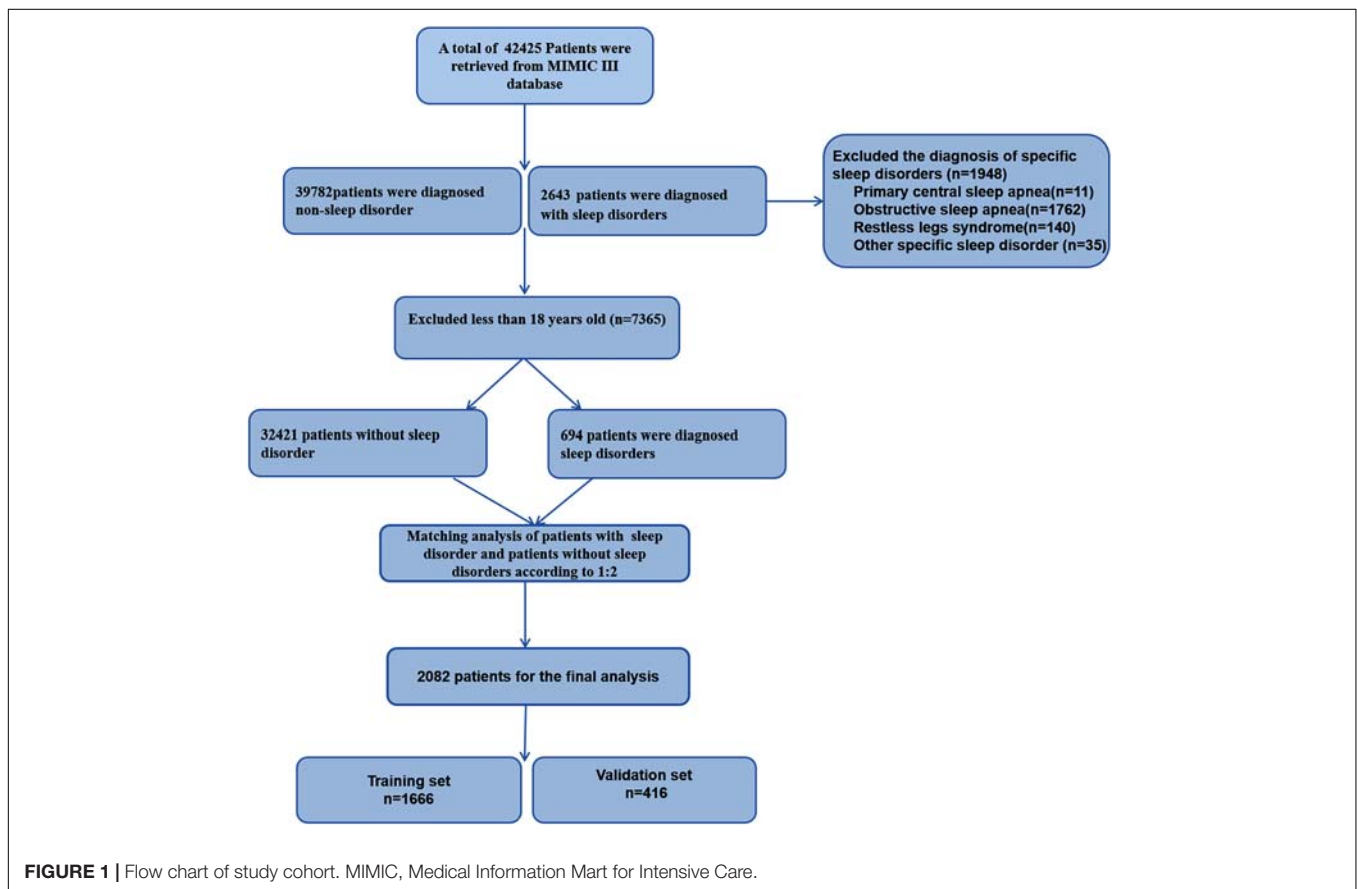 A total of 42425 Patients were
retrieved from MIMIC III
database
39782patients were diagnosed
non-sleep disorder
2643 patients were diagnosed
with sleep disorders
Excluded the diagnosis of specific
sleep disorders (n=1948)
Primary central sleep apnea(n=11)
Obstructive sleep apnea(n=1762)
Restless legs syndrome(n=140)
Other specific sleep disorder (n=35)
Excluded less than 18 years old (n=7365)
32421 patients without sleep
disorder
694 patients were diagnosed
sleep disorders
Matching analysis of patients with sleep
disorder and patients without sleep
disorders according to 1:2
2082 patients for the final analysis
Training set
n=1666
Validation set
n=416
FIGURE 1 | Flow chart of study cohort. MIMIC, Medical Information Mart for Intensive Care.